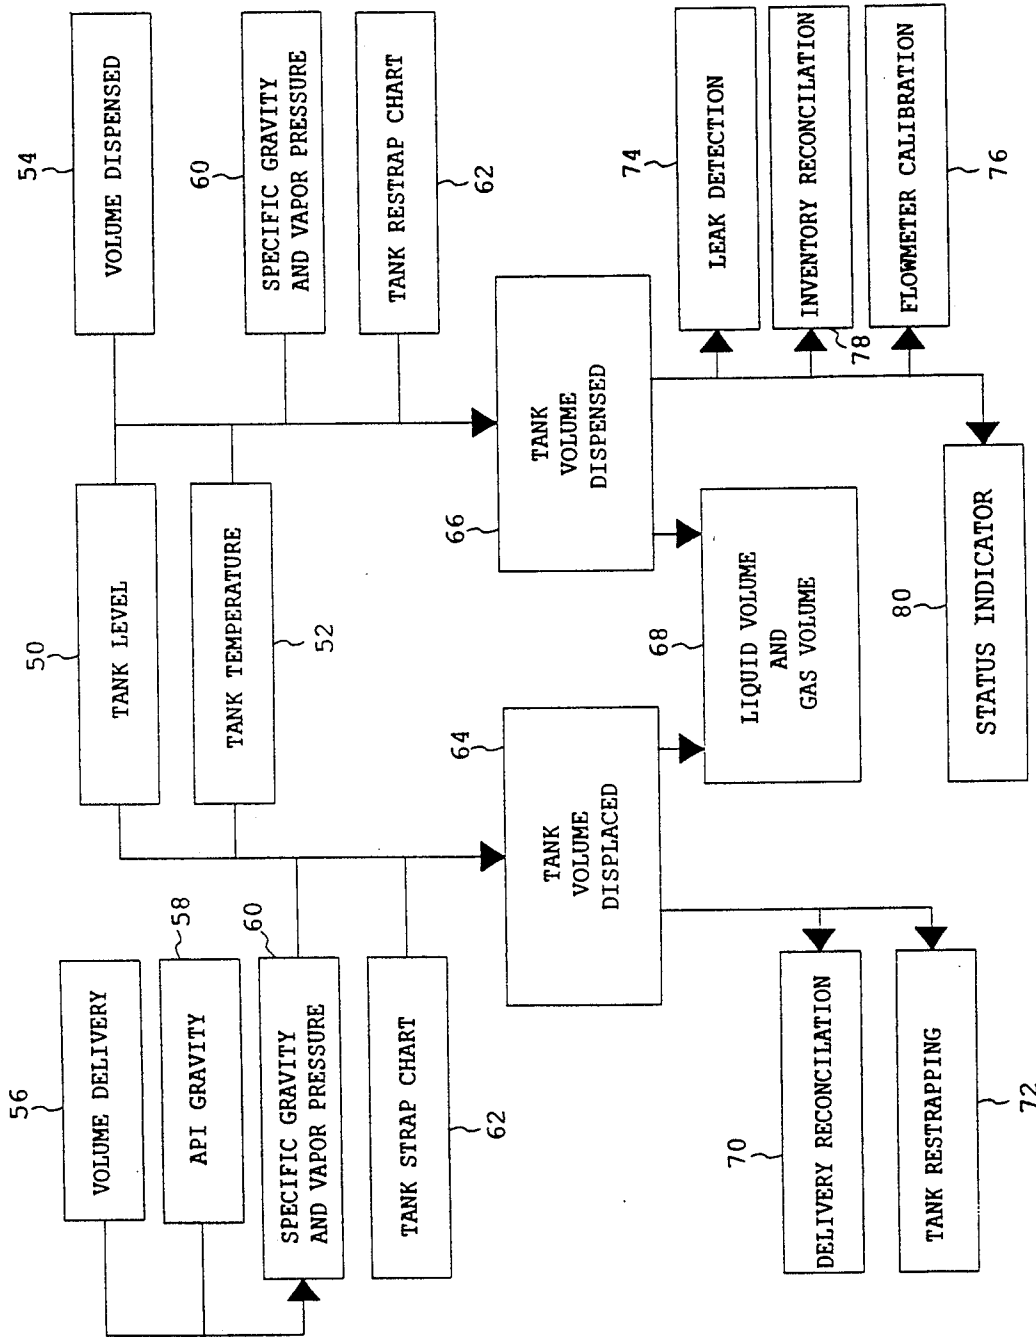 56
VOLUME DELIVERY
58
API GRAVITY
60
SPECIFIC GRAVITY
AND VAPOR PRESSURE
TANK STRAP CHART
62
50
TANK LEVEL
TANK TEMPERATURE
52
54
VOLUME DISPENSED
60
SPECIFIC GRAVITY
AND VAPOR PRESSURE
TANK RESTRAP CHART
62
64
TANK
VOLUME
DISPLACED
66
TANK
VOLUME
DISPENSED
68
LIQUID VOLUME
AND
GAS VOLUME
70
DELIVERY RECONCILATION
TANK RESTRAPPING
72
74
LEAK DETECTION
INVENTORY RECONCILATION
78
FLOWMETER CALIBRATION
76
80
STATUS INDICATOR